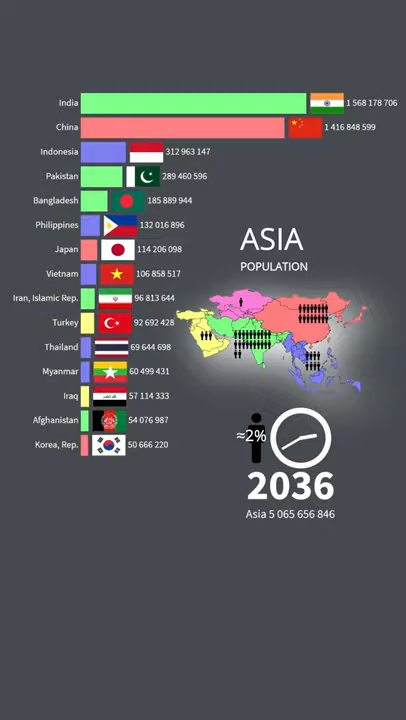 India 1 568 178 706
China 1 416 848 599
Indonesia 312 963 147
Pakistan 289 460 596
Bangladesh 185 889 944
Philippines 132 016 896
Japan 114 206 098
Vietnam 106 858 517
Iran, Islamic Rep. 96 813 644
Turkey 92 692 428
Thailand 69 644 698
Myanmar 60 499 431
Iraq 57 114 333
Afghanistan 54 076 987
Korea, Rep. 50 666 220
ASIA
POPULATION
≈2%
2036
Asia 5 065 656 846